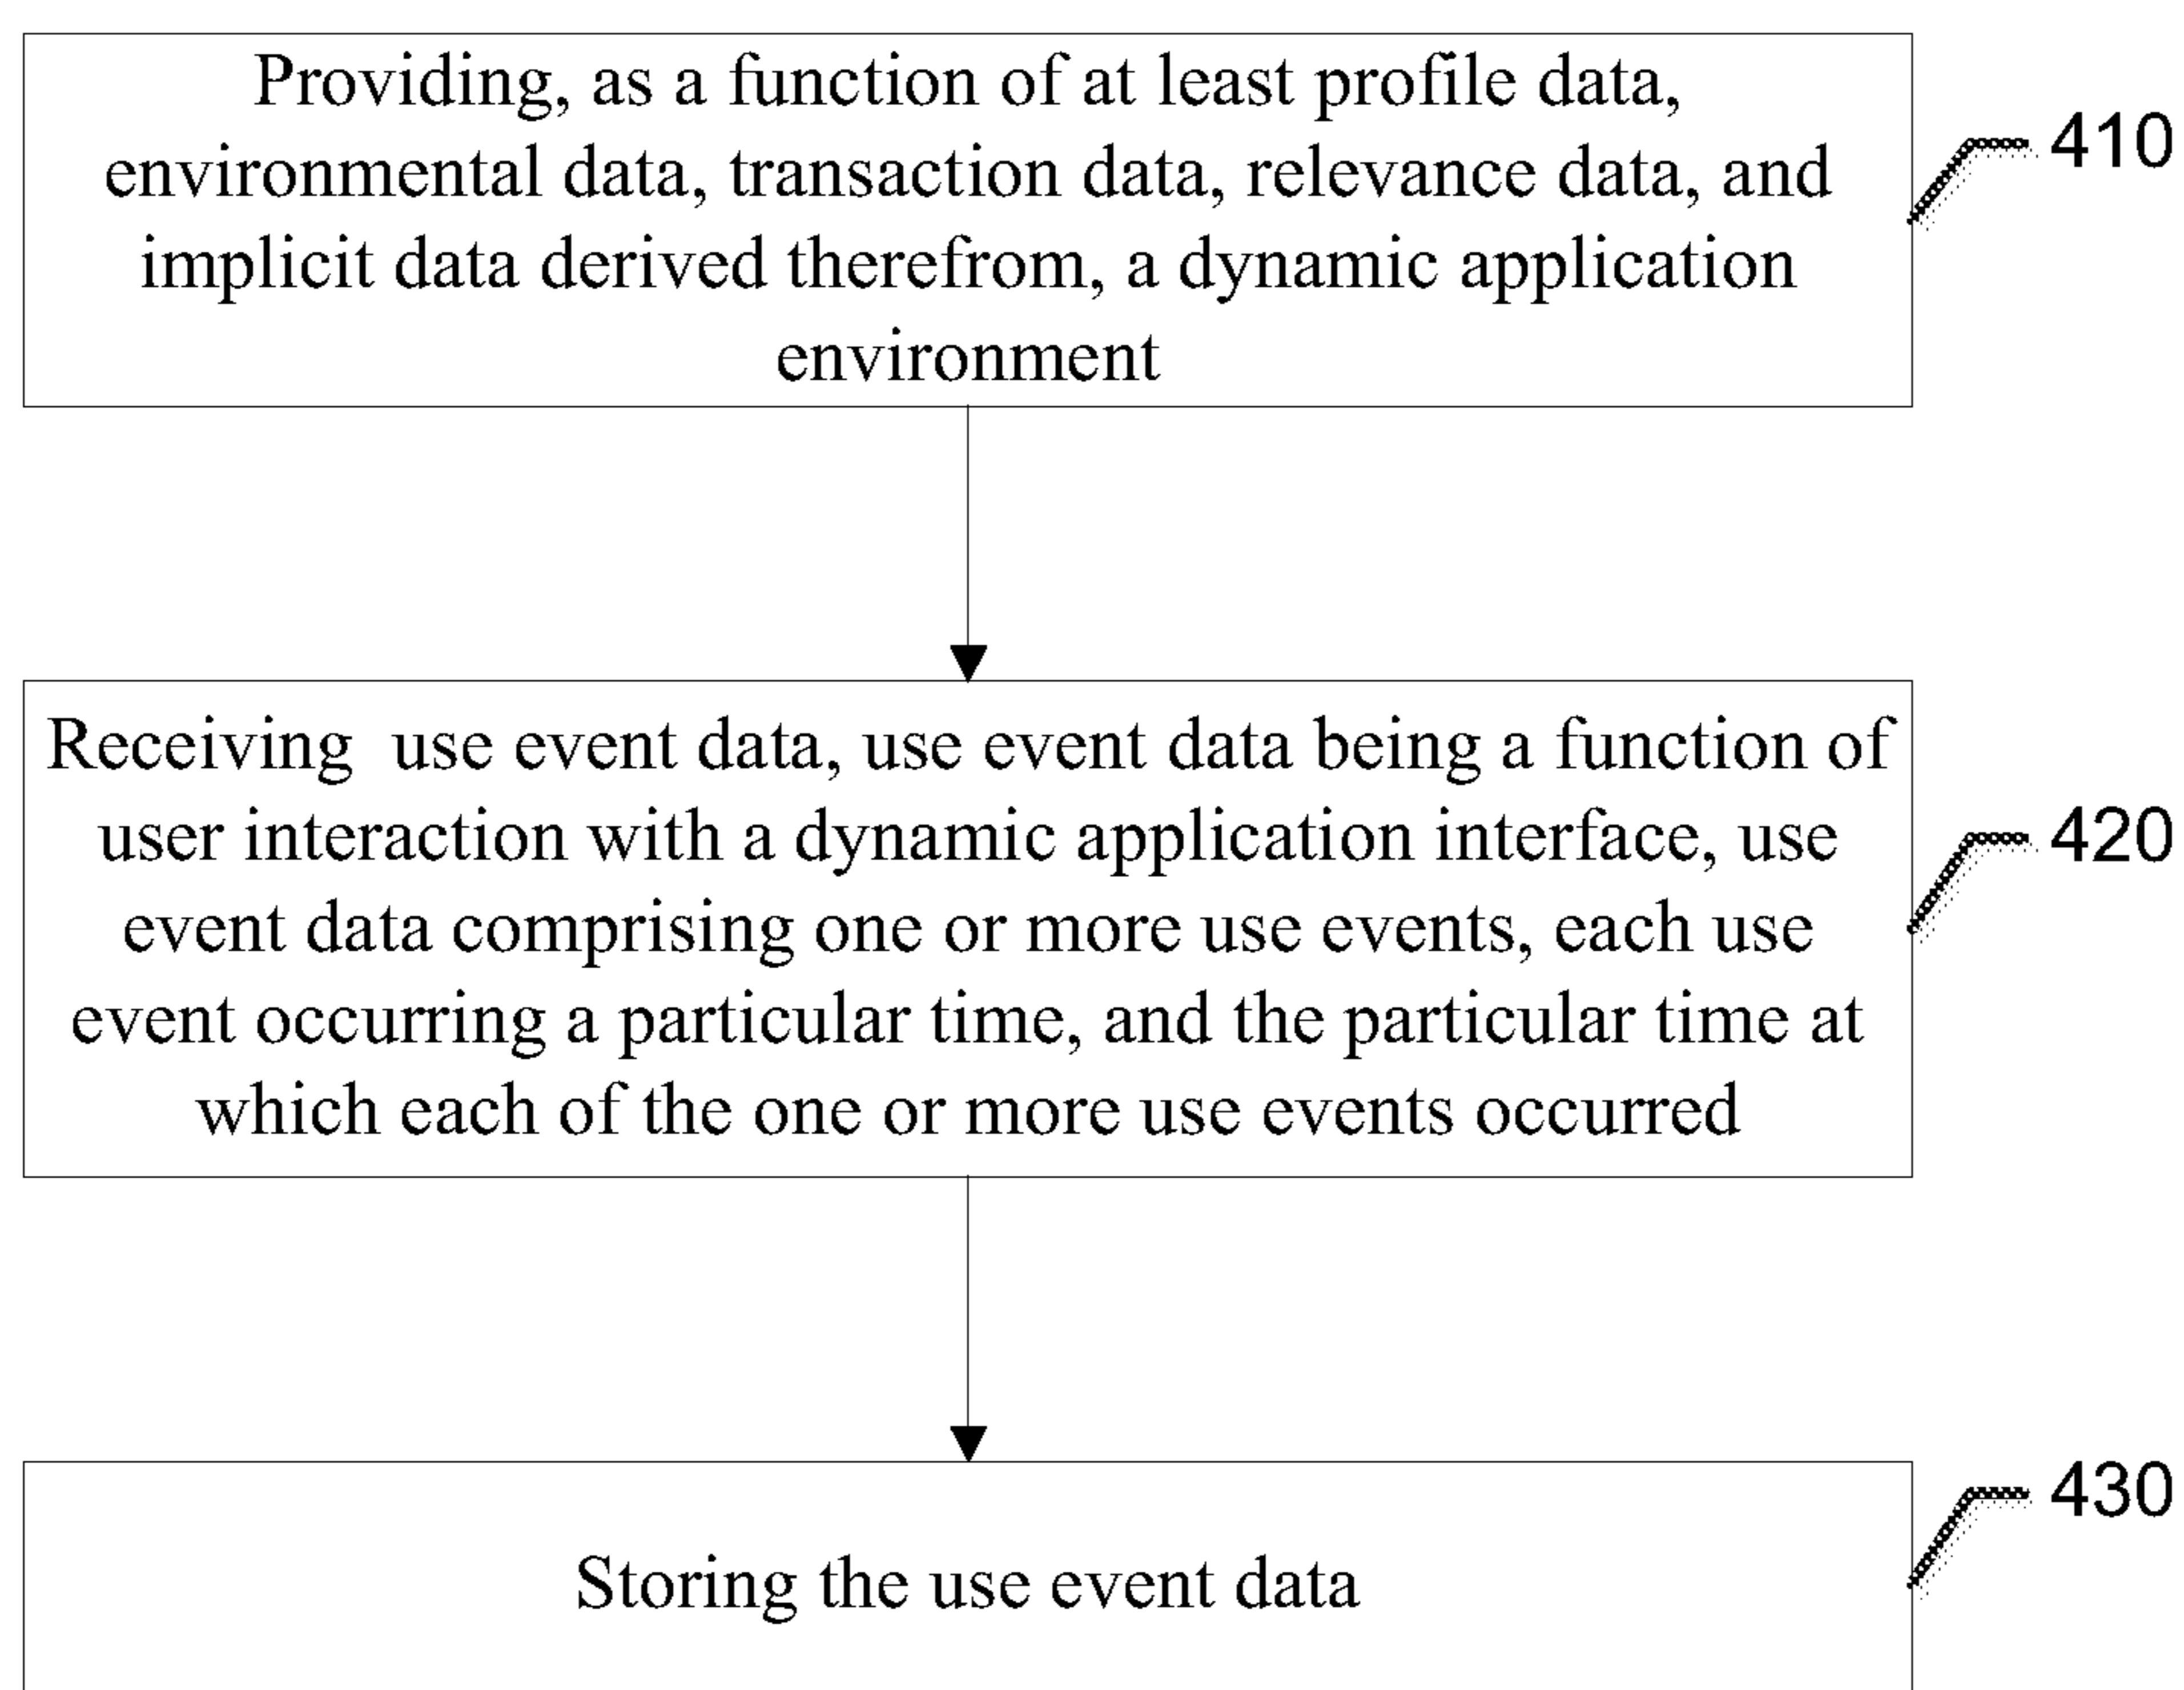 Providing, as a function of at least profile data,
environmental data, transaction data, relevance data, and
implicit data derived therefrom, a dynamic application
environment
410
Receiving use event data, use event data being a function of
user interaction with a dynamic application interface, use
event data comprising one or more use events, each use
event occurring a particular time, and the particular time at
which each of the one or more use events occurred
420
Storing the use event data
430